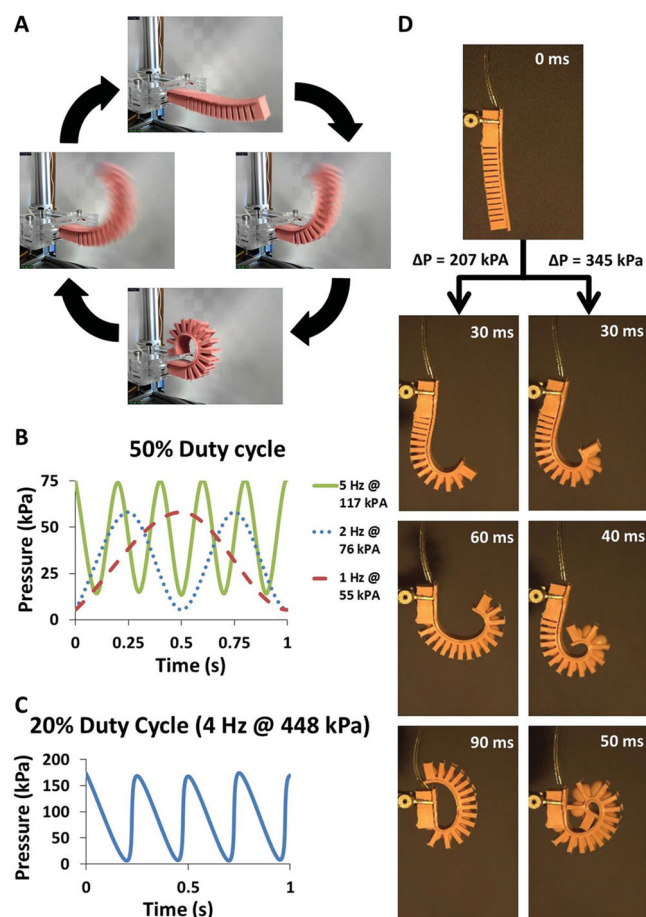 A
B
50% Duty cycle
Pressure (kPa)
75
50
25
0
0
0.25
0.5
0.75
1
Time (s)
5 Hz @
117 kPA
2 Hz @
76 kPA
1 Hz @
55 kPA
C
20% Duty Cycle (4 Hz @ 448 kPa)
Pressure (kPa)
200
150
100
50
0
0
0.5
1
Time (s)
D
0 ms
ΔP = 207 kPA
ΔP = 345 kPa
30 ms
30 ms
60 ms
40 ms
90 ms
50 ms